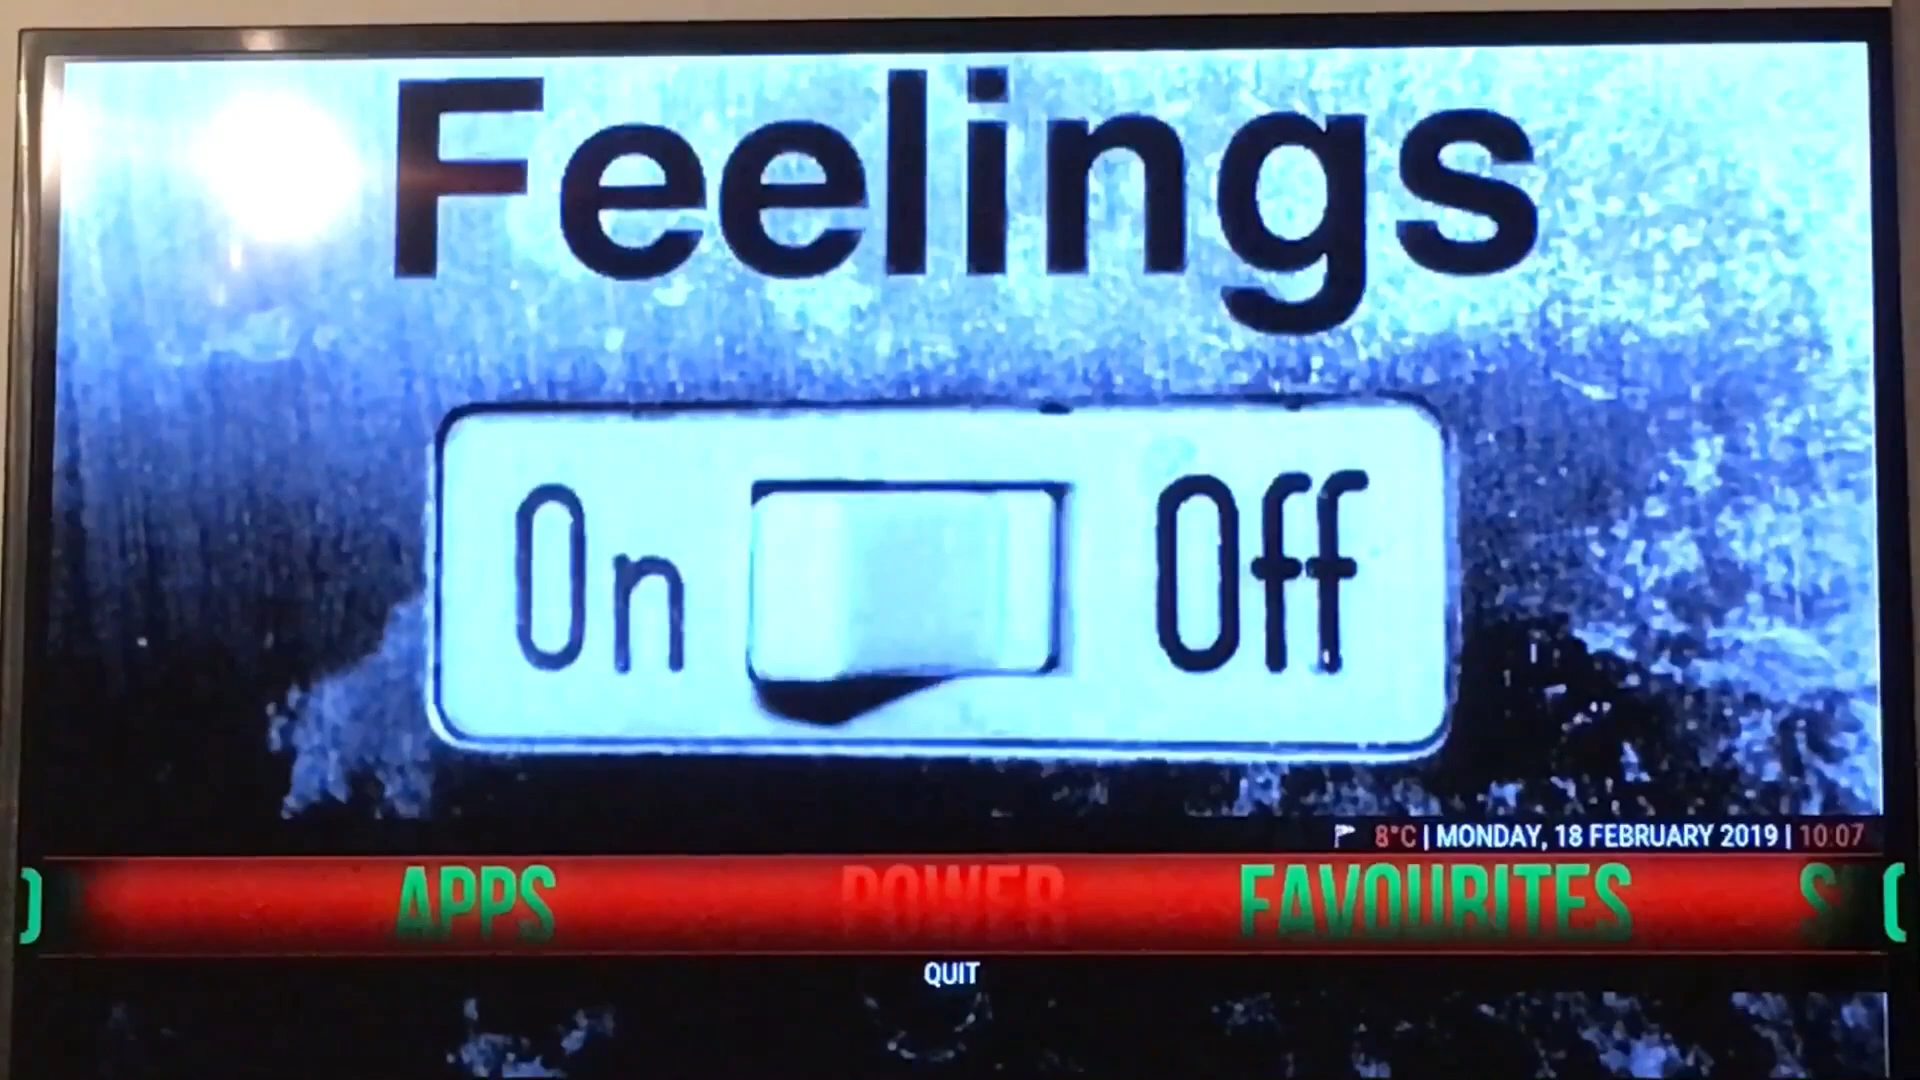 Feelings
On Off
8°C | MONDAY, 18 FEBRUARY 2019 | 10:07
APPS POWER FAVOURITES
QUIT